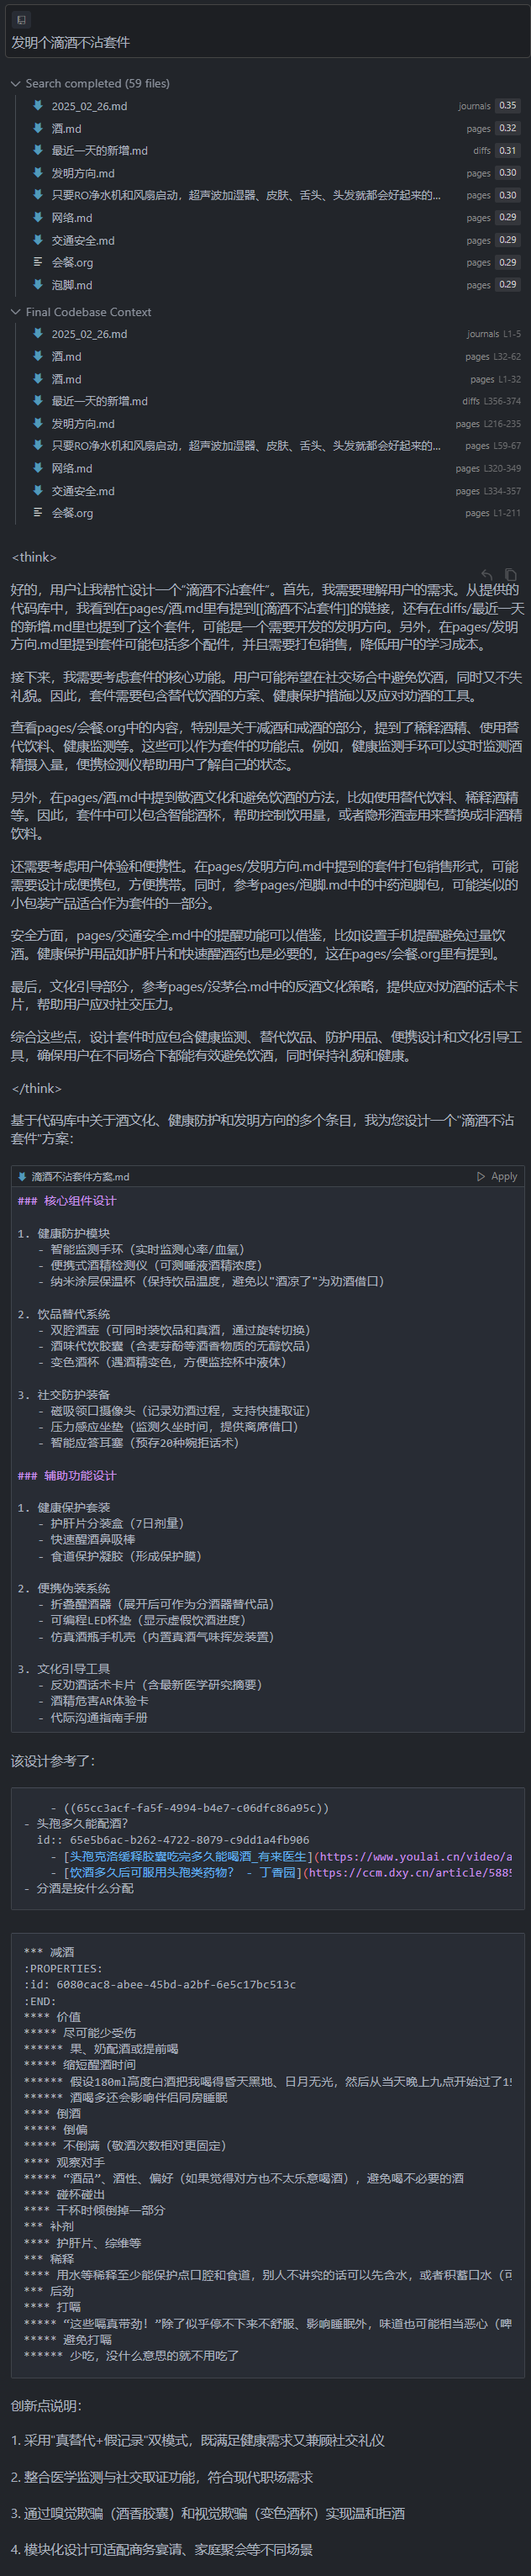 发明个滴酒不沾套件
Search completed (59 files)
2025_02_26.md journals 0.35
酒.md pages 0.32
最近一天的新增.md diffs 0.31
发明方向.md pages 0.30
只要RO净水机和风扇启动，超声波加湿器、皮肤、舌头、头发就都会好起来的... pages 0.30
网络.md pages 0.29
交通安全.md pages 0.29
会餐.org pages 0.29
泡脚.md pages 0.29
Final Codebase Context
2025_02_26.md journals L1-5
酒.md pages L32-62
酒.md pages L1-32
最近一天的新增.md diffs L356-374
发明方向.md pages L216-235
只要RO净水机和风扇启动，超声波加湿器、皮肤、舌头、头发就都会好起来的... pages L59-67
网络.md pages L320-349
交通安全.md pages L334-357
会餐.org pages L1-211
<think>
好的，用户让我帮忙设计一个“滴酒不沾套件”。首先，我需要理解用户的需求。从提供的
代码库中，我看到在pages/酒.md里有提到[[滴酒不沾套件]]的链接，还有在diffs/最近一天
的新增.md里也提到了这个套件，可能是一个需要开发的发明方向。另外，在pages/发明
方向.md里提到套件可能包括多个配件，并且需要打包销售，降低用户的学习成本。
接下来，我需要考虑套件的核心功能。用户可能希望在社交场合中避免饮酒，同时又不失
礼貌。因此，套件需要包含替代饮酒的方案、健康保护措施以及应对劝酒的工具。
查看pages/会餐.org中的内容，特别是关于减酒和戒酒的部分，提到了稀释酒精、使用替
代饮料、健康监测等。这些可以作为套件的功能点。例如，健康监测手环可以实时监测酒
精摄入量，便携检测仪帮助用户了解自己的状态。
另外，在pages/酒.md中提到敬酒文化和避免饮酒的方法，比如使用替代饮料、稀释酒精
等。因此，套件中可以包含智能酒杯，帮助控制饮用量，或者隐形酒壶用来替换成非酒精
饮料。
还需要考虑用户体验和便携性。在pages/发明方向.md中提到的套件打包销售形式，可能
需要设计成便携包，方便携带。同时，参考pages/泡脚.md中的中药泡脚包，可能类似的
小包装产品适合作为套件的一部分。
安全方面，pages/交通安全.md中的提醒功能可以借鉴，比如设置手机提醒避免过量饮
酒。健康保护用品如护肝片和快速醒酒药也是必要的，这在pages/会餐.org里有提到。
最后，文化引导部分，参考pages/没茅台.md中的反酒文化策略，提供应对劝酒的话术卡
片，帮助用户应对社交压力。
综合这些点，设计套件时应包含健康监测、替代饮品、防护用品、便携设计和文化引导工
具，确保用户在不同场合下都能有效避免饮酒，同时保持礼貌和健康。
</think>
基于代码库中关于酒文化、健康防护和发明方向的多个条目，我为您设计一个"滴酒不沾
套件"方案：
滴酒不沾套件方案.md Apply
### 核心组件设计
1. 健康防护模块
- 智能监测手环（实时监测心率/血氧）
- 便携式酒精检测仪（可测唾液酒精浓度）
- 纳米涂层保温杯（保持饮品温度，避免以"酒凉了"为劝酒借口）
2. 饮品替代系统
- 双腔酒壶（可同时装饮品和真酒，通过旋转切换）
- 酒味代饮胶囊（含麦芽酚等酒香物质的无醇饮品）
- 变色酒杯（遇酒精变色，方便监控杯中液体）
3. 社交防护装备
- 磁吸领口摄像头（记录劝酒过程，支持快捷取证）
- 压力感应坐垫（监测久坐时间，提供离席借口）
- 智能应答耳塞（预存20种婉拒话术）
### 辅助功能设计
1. 健康保护套装
- 护肝片分装盒（7日剂量）
- 快速醒酒鼻吸棒
- 食道保护凝胶（形成保护膜）
2. 便携伪装系统
- 折叠醒酒器（展开后可作为分酒器替代品）
- 可编程LED杯垫（显示虚假饮酒进度）
- 仿真酒瓶手机壳（内置真酒气味挥发装置）
3. 文化引导工具
- 反劝酒话术卡片（含最新医学研究摘要）
- 酒精危害AR体验卡
- 代际沟通指南手册
该设计参考了：
- ((65cc3acf-fa5f-4994-b4e7-c06dfc86a95c))
- 头孢多久能配酒?
id:: 65e5b6ac-b262-4722-8079-c9dd1a4fb906
- [头孢克洛缓释胶囊吃完多久能喝酒_有来医生](https://www.youlai.cn/video/a
- [饮酒多久后可服用头孢类药物？ - 丁香园](https://ccm.dxy.cn/article/5885
- 分酒是按什么分配
*** 减酒
:PROPERTIES:
:id: 6080cac8-abee-45bd-a2bf-6e5c17bc513c
:END:
**** 价值
***** 尽可能少受伤
****** 果、奶配酒或提前喝
***** 缩短醒酒时间
****** 假设180ml高度白酒把我喝得昏天黑地、日月无光，然后从当天晚上九点开始过了1
****** 酒喝多还会影响伴侣同房睡眠
**** 倒酒
***** 倒偏
***** 不倒满（敬酒次数相对更固定）
**** 观察对手
***** “酒品”、酒性、偏好（如果觉得对方也不太乐意喝酒），避免喝不必要的酒
**** 碰杯碰出
**** 干杯时倾倒掉一部分
*** 补剂
**** 护肝片、综维等
*** 稀释
**** 用水等稀释至少能保护点口腔和食道，别人不讲究的话可以先含水，或者积蓄口水（可
*** 后劲
**** 打嗝
***** “这些嗝真带劲！”除了似乎停不下来不舒服、影响睡眠外，味道也可能相当恶心（啤
***** 避免打嗝
****** 少吃，没什么意思的就不用吃了
创新点说明：
1. 采用"真替代+假记录"双模式，既满足健康需求又兼顾社交礼仪
2. 整合医学监测与社交取证功能，符合现代职场需求
3. 通过嗅觉欺骗（酒香胶囊）和视觉欺骗（变色酒杯）实现温和拒酒
4. 模块化设计可适配商务宴请、家庭聚会等不同场景